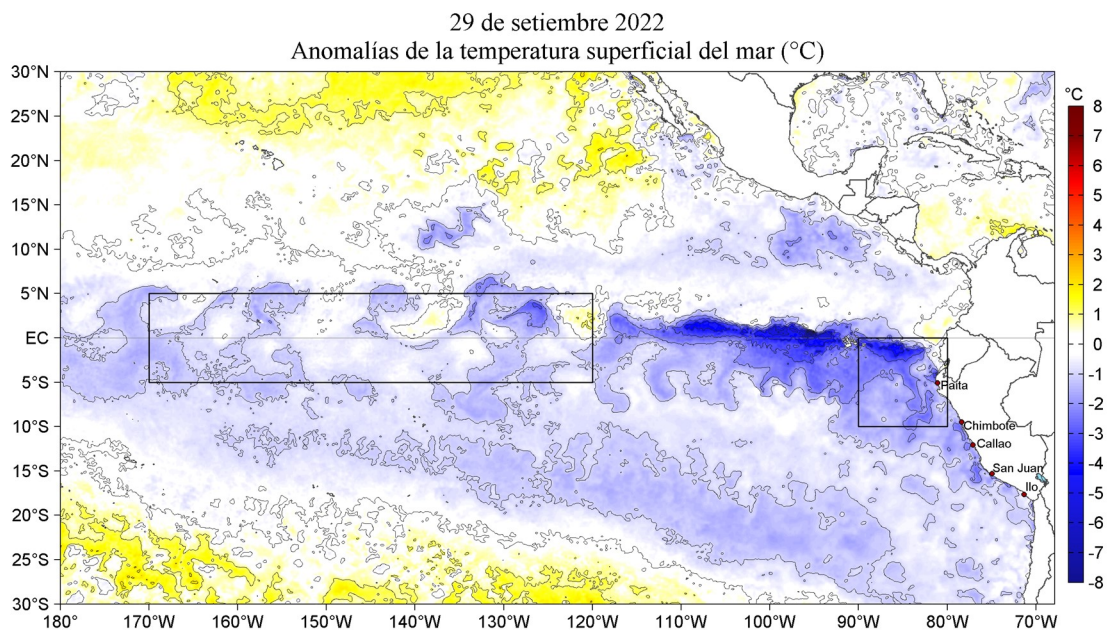 29 de setiembre 2022
Anomalías de la temperatura superficial del mar (°C)
30°N
25°N
20°N
15°N
10°N
5°N
EC
5°S
10°S
15°S
20°S
25°S
30°S
180
170°W
160°W
150°W
140°W
130°W
120°W
110°W
100°W
90°W
80°W
70°W
Paita
Chimbote
Callao
San Juan
Ilo
°C
8
7
6
5
4
3
2
1
0
-1
-2
-3
-4
-5
-6
-7
-8